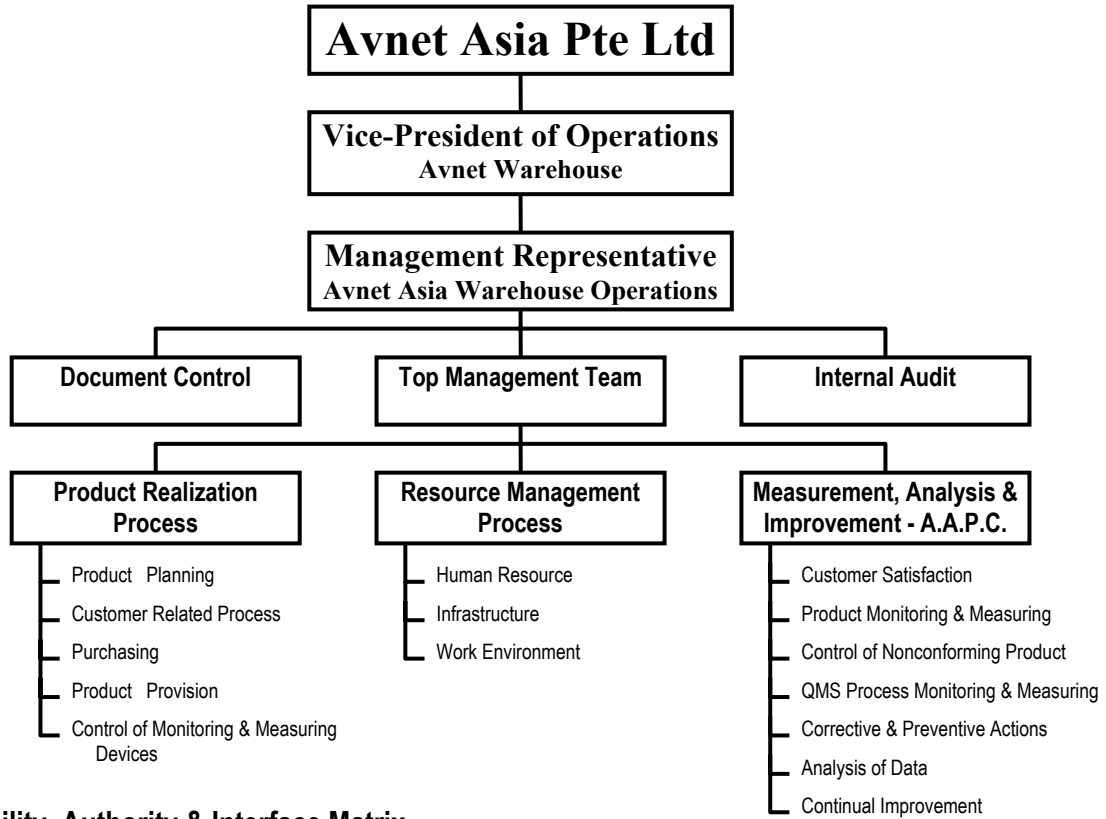 Avnet Asia Pte Ltd
Vice-President of Operations
Avnet Warehouse
Management Representative
Avnet Asia Warehouse Operations
Document Control
Top Management Team
Internal Audit
Product Realization
Process
Resource Management
Process
Measurement, Analysis &
Improvement - A.A.P.C.
Product Planning
Customer Related Process
Purchasing
Product Provision
Control of Monitoring & Measuring
Devices
Human Resource
Infrastructure
Work Environment
Customer Satisfaction
Product Monitoring & Measuring
Control of Nonconforming Product
QMS Process Monitoring & Measuring
Corrective & Preventive Actions
Analysis of Data
Continual Improvement
Authority & Interface Matrix